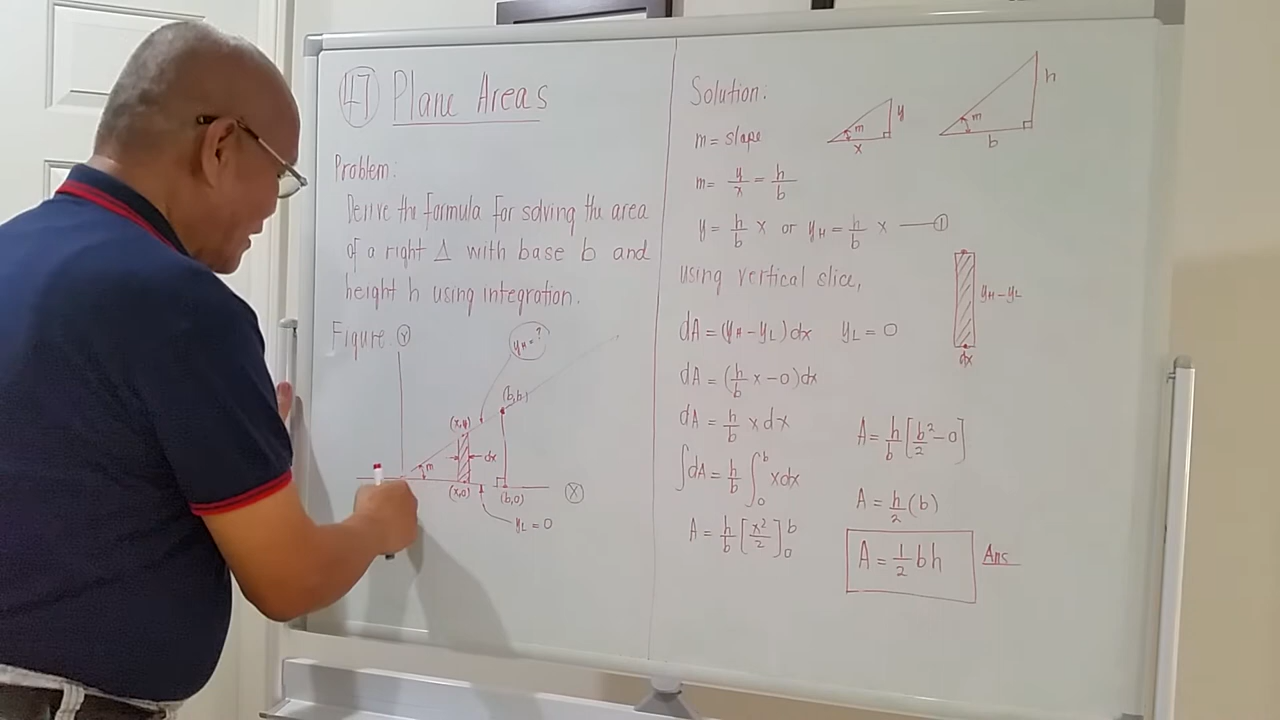 47 Plane Areas
Problem:
Derive the formula for solving the area
of a right Δ with base b and
height h using integration.
Figure:
Y
yH = ?
(b,h)
(x,y)
dx
m
(x,0)
(b,0)
X
yL = 0
Solution:
m = slope
m = y/x = h/b
y = h/b x or yH = h/b x —— 1
using vertical slice,
dA = (yH − yL) dx yL = 0
dA = (h/b x − 0) dx
dA = h/b x dx
∫dA = h/b ∫₀ᵇ x dx
A = h/b [x²/2]₀ᵇ
m
x
y
m
b
h
yH − yL
dx
A = h/b [b²/2 − 0]
A = h/2 (b)
A = 1/2 bh Ans